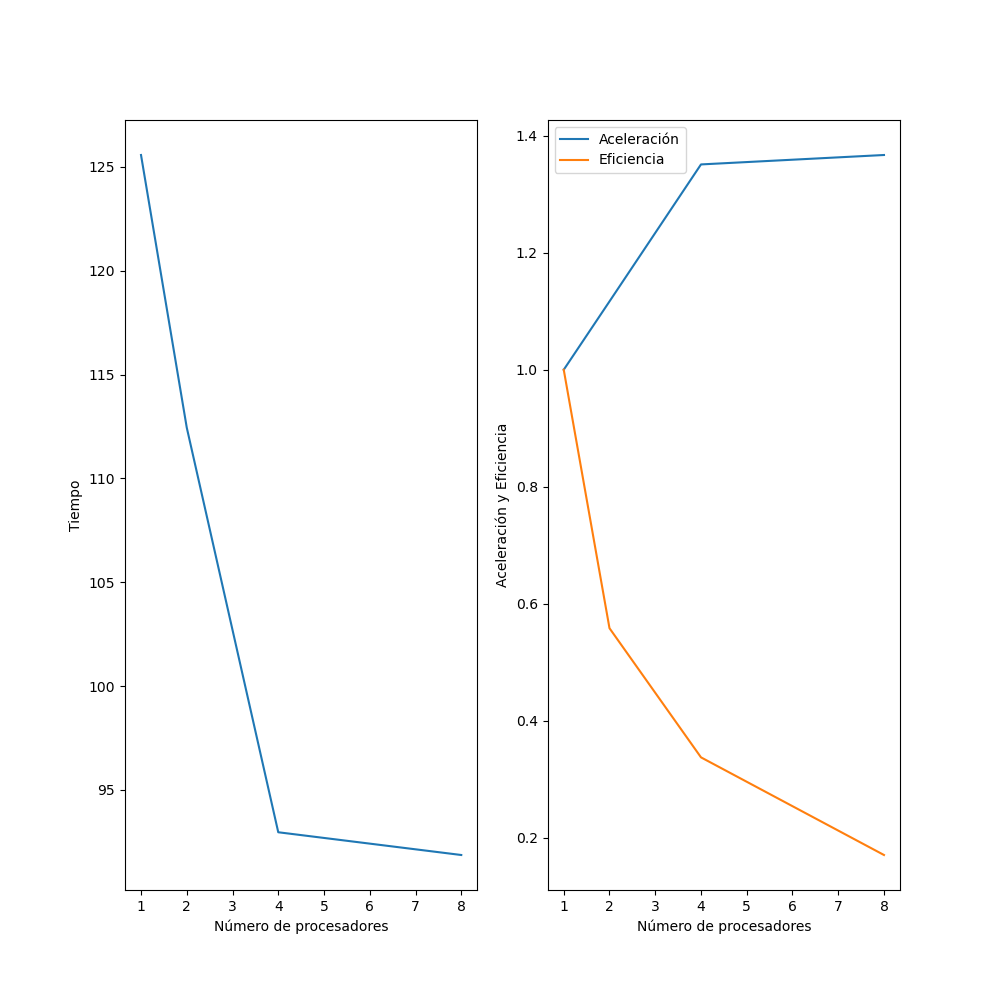 125
120
115
110
105
100
95
Tiempo
1 2 3 4 5 6 7 8
Número de procesadores
Aceleración
Eficiencia
1.4
1.2
1.0
0.8
0.6
0.4
0.2
Aceleración y Eficiencia
1 2 3 4 5 6 7 8
Número de procesadores